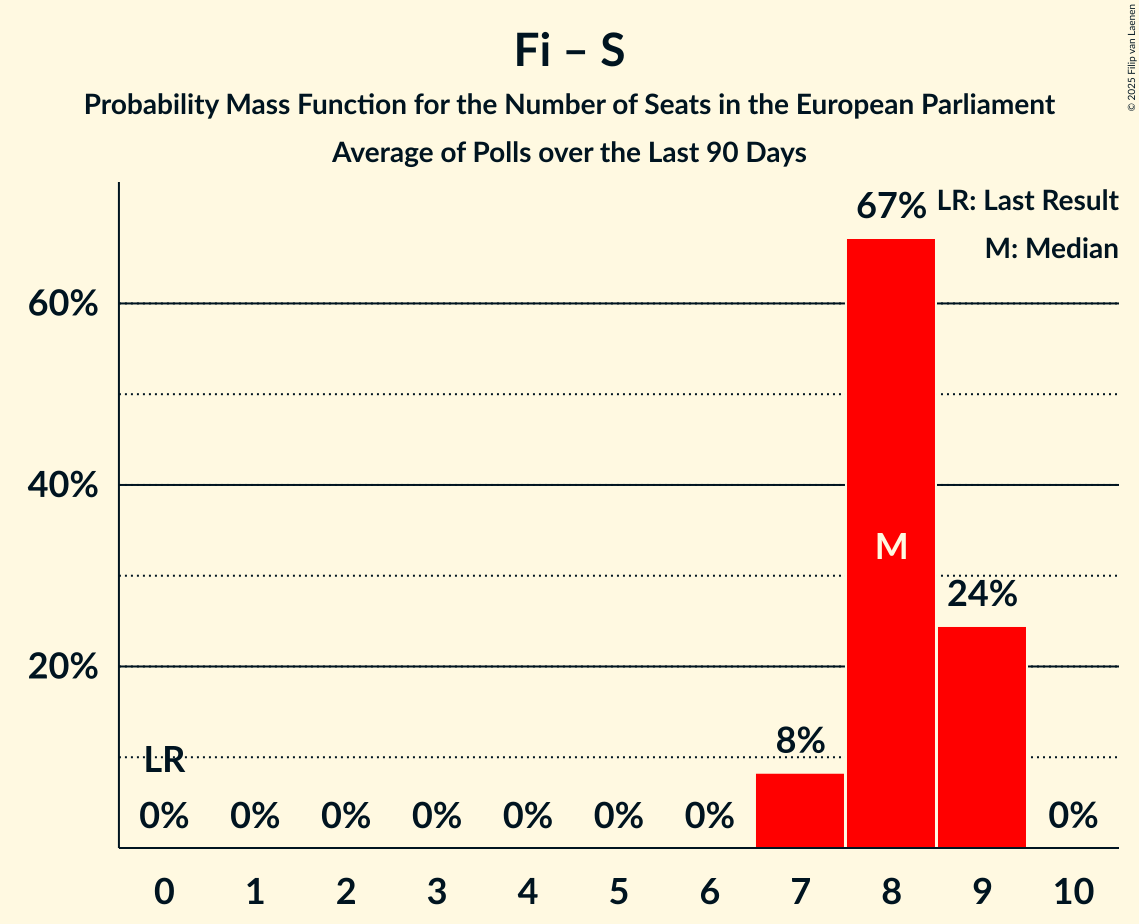 Fi – S
Probability Mass Function for the Number of Seats in the European Parliament
Average of Polls over the Last 90 Days
© 2025 Filip van Laenen
LR: Last Result
M: Median
67%
60%
40%
M
24%
20%
8%
LR
0% 0% 0% 0% 0% 0% 0% 0%
0 1 2 3 4 5 6 7 8 9 10